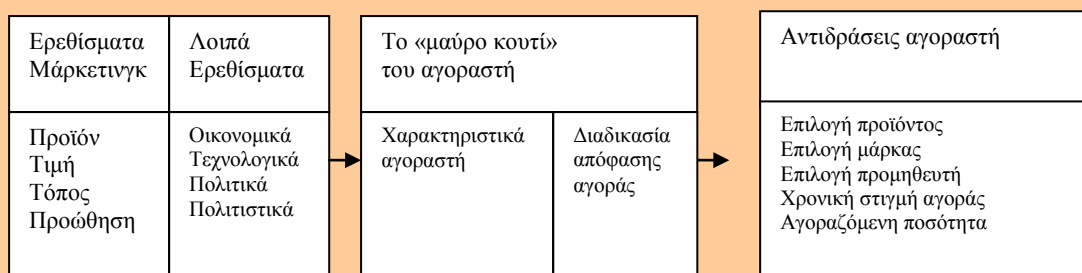 Ερεθίσματα
Μάρκετινγκ
Λοιπά
Ερεθίσματα
Το «μαύρο κουτί»
του αγοραστή
Αντιδράσεις αγοραστή
Προϊόν
Τιμή
Τόπος
Προώθηση
Οικονομικά
Τεχνολογικά
Πολιτικά
Πολιτιστικά
Χαρακτηριστικά
αγοραστή
Διαδικασία
απόφασης
αγοράς
Επιλογή προϊόντος
Επιλογή μάρκας
Επιλογή προμηθευτή
Χρονική στιγμή αγοράς
Αγοραζόμενη ποσότητα